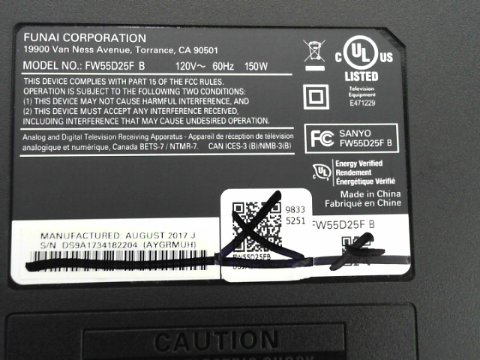 FUNAI CORPORATION
19900 Van Ness Avenue, Torrance, CA 90501
MODEL NO.: FW55D25F B 120V~ 60Hz 150W
THIS DEVICE COMPLIES WITH PART 15 OF THE FCC RULES.
OPERATION IS SUBJECT TO THE FOLLOWING TWO CONDITIONS:
(1) THIS DEVICE MAY NOT CAUSE HARMFUL INTERFERENCE, AND
(2) THIS DEVICE MUST ACCEPT ANY INTERFERENCE RECEIVED,
INCLUDING INTERFERENCE THAT MAY CAUSE UNDESIRED OPERATION.
Analog and Digital Television Receiving Apparatus - Appareil de réception de télévision
analogique et numérique, Canada BETS-7 / NTMR-7. CAN ICES-3 (B)/NMB-3(B)
C UL US
LISTED
Television
Equipment
E471229
FC SANYO
FW55D25F B
UL Energy Verified
Rendement
Énergétique Vérifié
Made in China
Fabriqué en Chine
MANUFACTURED: AUGUST 2017 J
S/N DS9A1734182204 (AYGRMUH)
9833
5251
FW55D25FB
FW55D25F B
CAUTION